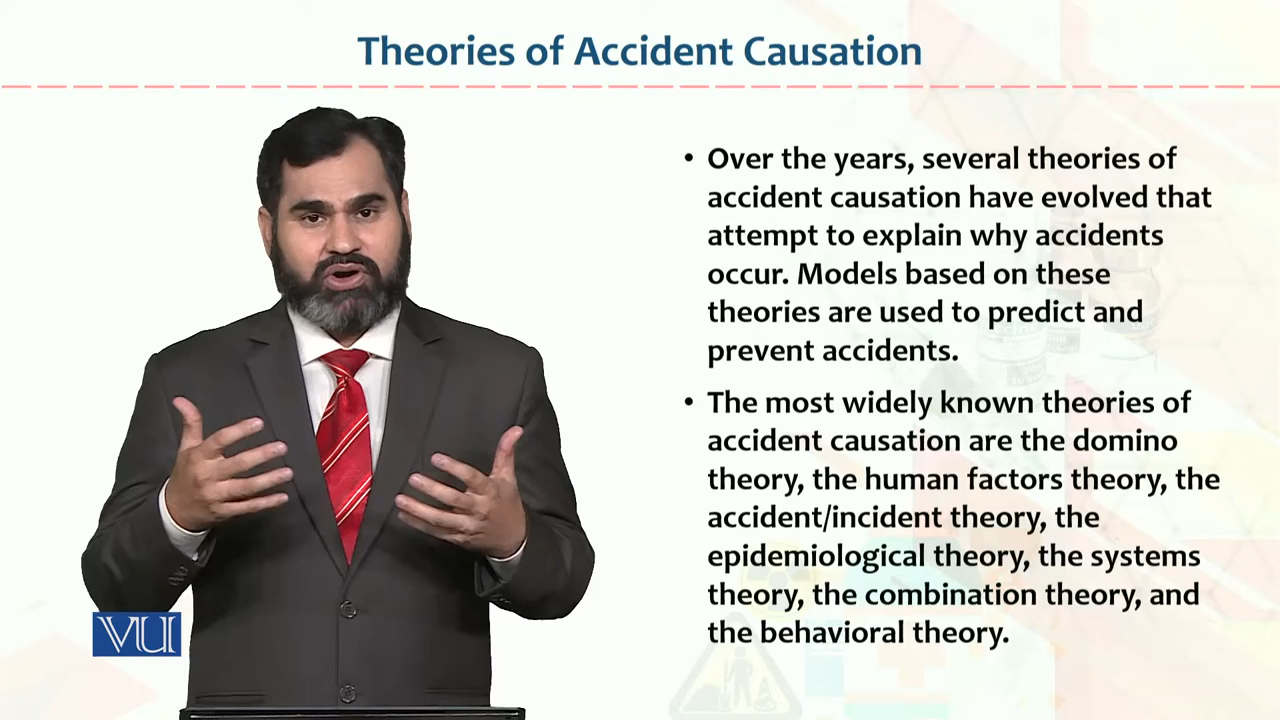 Theories of Accident Causation
• Over the years, several theories of
accident causation have evolved that
attempt to explain why accidents
occur. Models based on these
theories are used to predict and
prevent accidents.
• The most widely known theories of
accident causation are the domino
theory, the human factors theory, the
accident/incident theory, the
epidemiological theory, the systems
theory, the combination theory, and
the behavioral theory.
VU